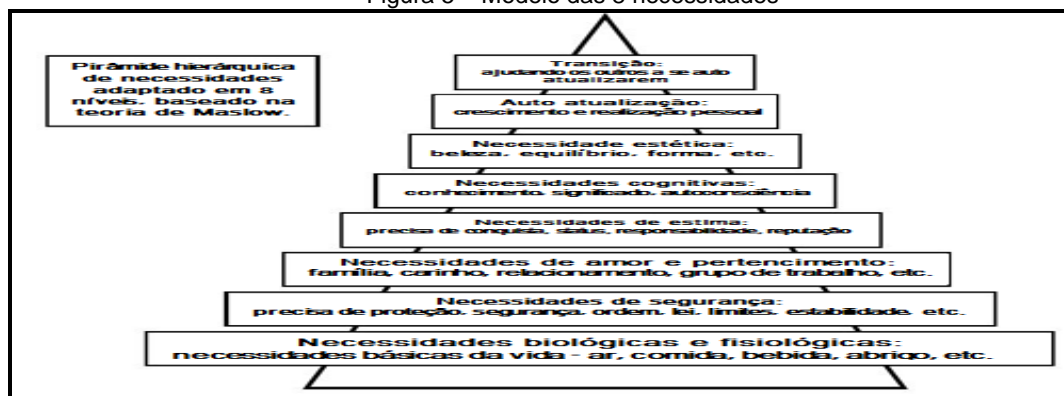 Figura 3 – Modelo das 8 necessidades
Pirâmide hierárquica
de necessidades
adaptado em 8
níveis, baseado na
teoria de Maslow.
Transição:
ajudando os outros a se auto
atualizarem
Auto atualização:
crescimento e realização pessoal
Necessidade estética:
beleza, equilíbrio, forma, etc.
Necessidades cognitivas:
conhecimento, significado, autoconsciência
Necessidades de estima:
precisa de conquista, status, responsabilidade, reputação
Necessidades de amor e pertencimento:
família, carinho, relacionamento, grupo de trabalho, etc.
Necessidades de segurança:
precisa de proteção, segurança, ordem, lei, limites, estabilidade, etc.
Necessidades biológicas e fisiológicas:
necessidades básicas da vida - ar, comida, bebida, abrigo, etc.